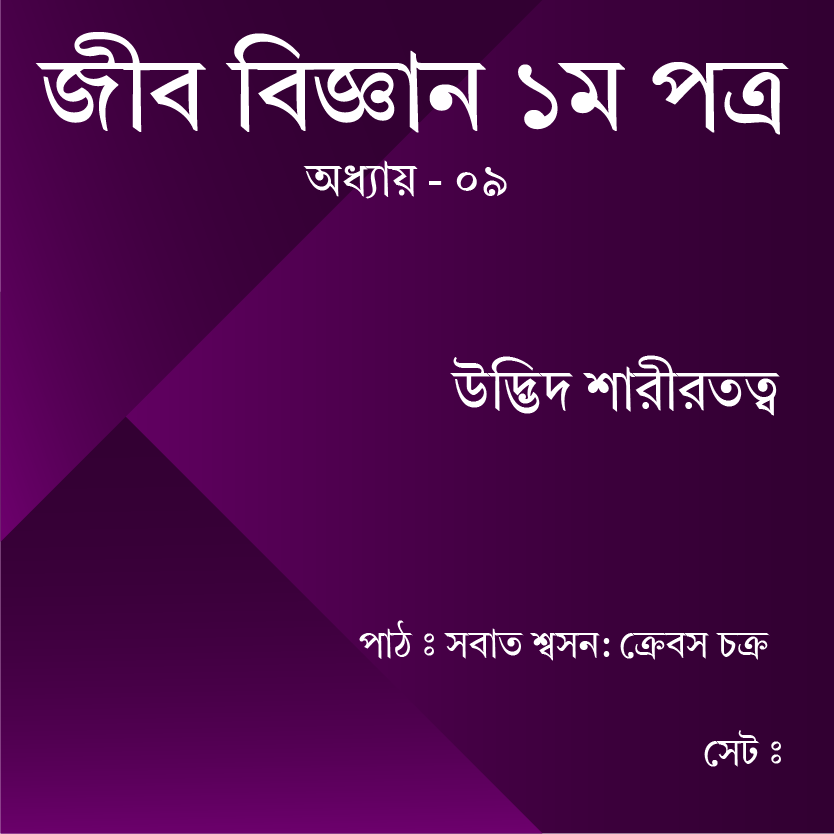 জীব বিজ্ঞান ১ম পত্র
অধ্যায় - ০৯
উদ্ভিদ শারীরতত্ব
পাঠ ঃ সবাত শ্বসন: ক্রেবস চক্র
সেট ঃ